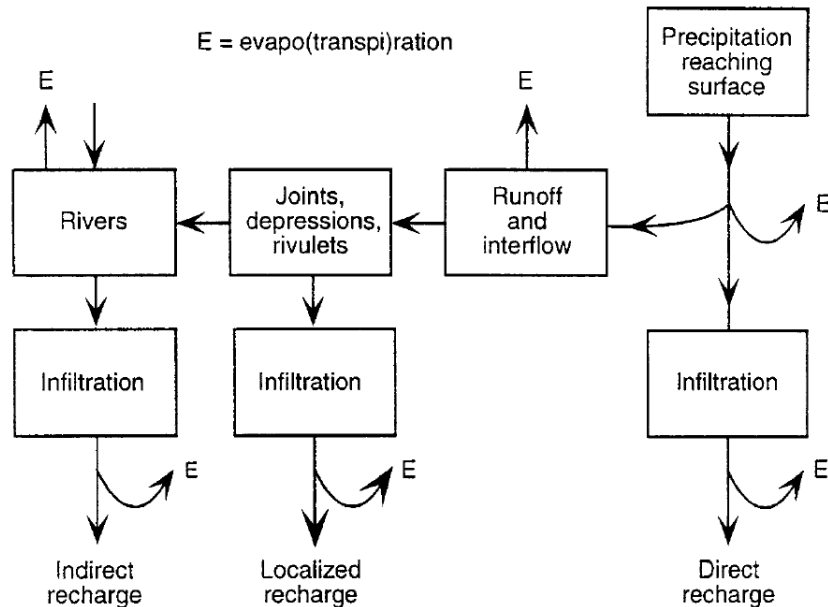 E = evapo(transpi)ration
Precipitation
reaching
surface
E
E
Rivers
Joints,
depressions,
rivulets
Runoff
and
interflow
E
Infiltration
Infiltration
Infiltration
E
E
E
Indirect
recharge
Localized
recharge
Direct
recharge